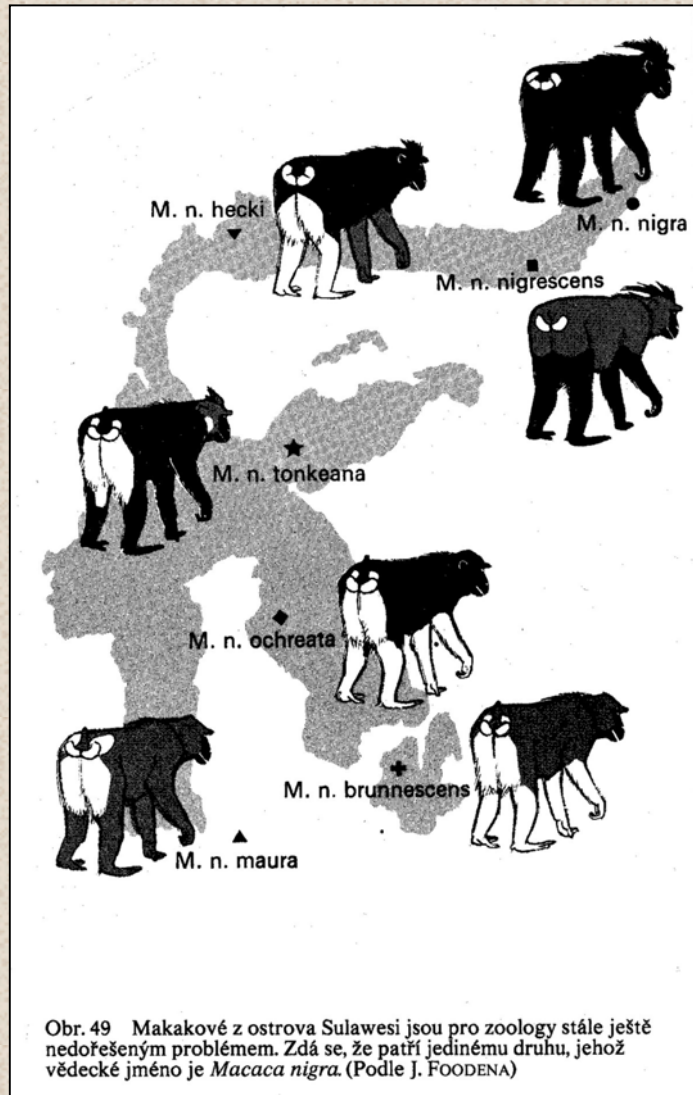 M. n. hecki
M. n. nigra
M. n. nigrescens
M. n. tonkeana
M. n. ochreata
M. n. brunnescens
M. n. maura
Obr. 49 Makakové z ostrova Sulawesi jsou pro zoology stále ještě
nedořešeným problémem. Zdá se, že patří jedinému druhu, jehož
vědecké jméno je Macaca nigra. (Podle J. FOODENA)